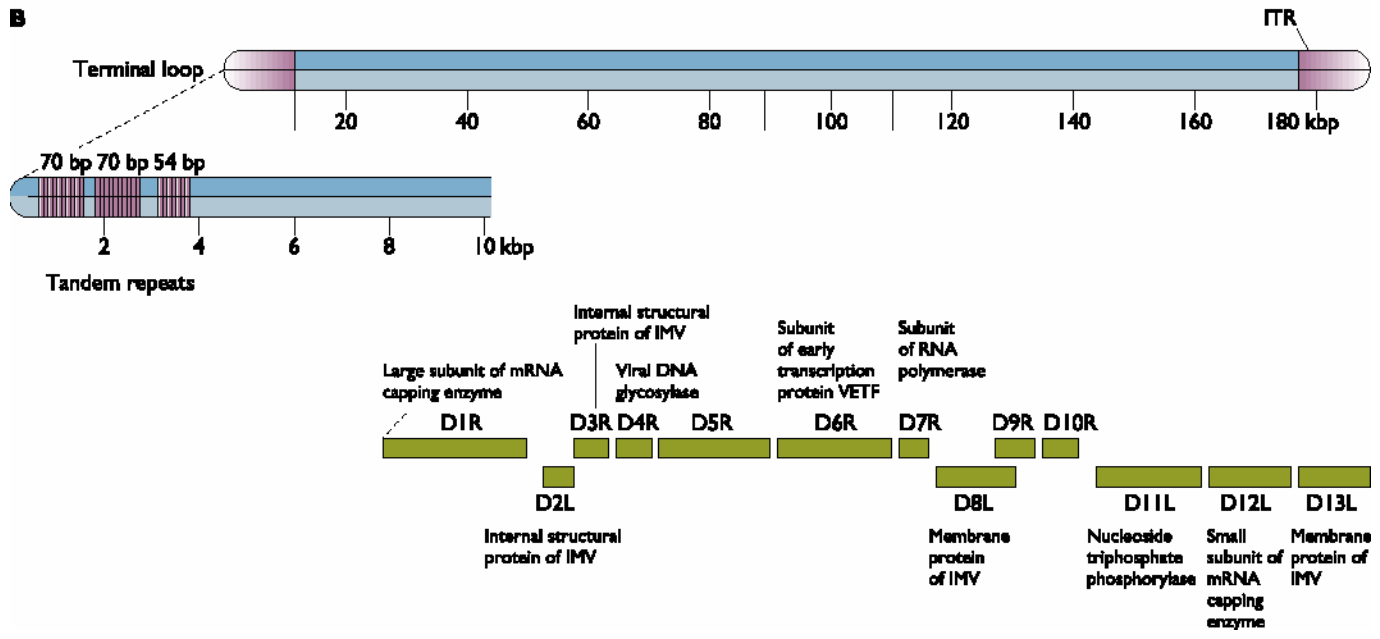 B
ITR
Terminal loop
20 40 60 80 100 120 140 160 180 kbp
70 bp 70 bp 54 bp
2 4 6 8 10 kbp
Tandem repeats
Internal structural
protein of IMV
Large subunit of mRNA
capping enzyme
Viral DNA
glycosylase
Subunit
of early
transcription
protein VETF
Subunit
of RNA
polymerase
D1R D3R D4R D5R D6R D7R D9R D10R
D2L D8L D11L D12L D13L
Internal structural
protein of IMV
Membrane
protein
of IMV
Nucleoside
triphosphate
phosphorylase
Small
subunit of
mRNA
capping
enzyme
Membrane
protein of
IMV